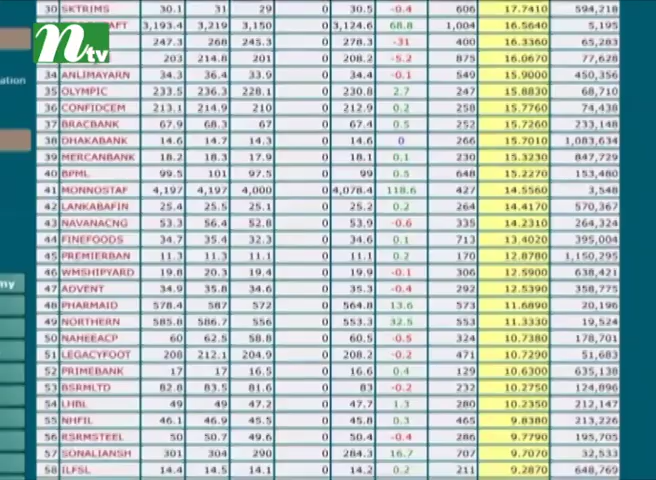 30 SKTRIMS 30.1 31 29 0 30.5 -0.4 606 17.7410 594,218
AFT 3,193.4 3,219 3,150 0 3,124.6 68.8 1,004 16.5640 5,195
247.3 268 245.3 0 278.3 -31 400 16.3360 65,283
203 214.8 201 0 208.2 -5.2 875 16.0670 77,628
34 ANLIMAYARN 34.3 36.4 33.9 0 34.4 -0.1 549 15.9000 450,356
35 OLYMPIC 233.5 236.3 228.1 0 230.8 2.7 247 15.8830 68,710
36 CONFIDCEM 213.1 214.9 210 0 212.9 0.2 258 15.7760 74,438
37 BRACBANK 67.9 68.3 67 0 67.4 0.5 252 15.7260 233,148
38 DHAKABANK 14.6 14.7 14.3 0 14.6 0 266 15.7010 1,083,634
39 MERCANBANK 18.2 18.3 17.9 0 18.1 0.1 230 15.3230 847,729
40 BPML 99.5 101 97.5 0 99 0.5 648 15.2270 153,480
41 MONNOSTAF 4,197 4,197 4,000 0 4,078.4 118.6 427 14.5560 3,548
42 LANKABAFIN 25.4 25.5 25.1 0 25.2 0.2 264 14.4170 570,367
43 NAVANACNG 53.3 56.4 52.8 0 53.9 -0.6 335 14.2310 264,324
44 FINEFOODS 34.7 35.4 32.3 0 34.6 0.1 713 13.4020 395,004
45 PREMIERBAN 11.3 11.3 11.1 0 11.1 0.2 170 12.8780 1,150,295
46 WMSHIPYARD 19.8 20.3 19.4 0 19.9 -0.1 306 12.5900 638,421
47 ADVENT 34.9 35.8 34.6 0 35.3 -0.4 292 12.5390 358,775
48 PHARMAID 578.4 587 572 0 564.8 13.6 573 11.6890 20,196
49 NORTHERN 585.8 586.7 556 0 553.3 32.5 553 11.3330 19,524
50 NAHEEACP 60 62.5 58.8 0 60.5 -0.5 324 10.7380 178,701
51 LEGACYFOOT 208 212.1 204.9 0 208.2 -0.2 471 10.7290 51,683
52 PRIMEBANK 17 17 16.5 0 16.6 0.4 129 10.6300 635,138
53 BSRMLTD 82.8 83.5 81.6 0 83 -0.2 232 10.2750 124,896
54 LHBL 49 49 47.2 0 47.7 1.3 280 10.2350 212,147
55 NHFIL 46.1 46.9 45.5 0 45.8 0.3 465 9.8380 213,226
56 RSRMSTEEL 50 50.7 49.6 0 50.4 -0.4 286 9.7790 195,705
57 SONALIANSH 301 304 290 0 284.3 16.7 707 9.7070 32,533
58 ILFSL 14.4 14.5 14.1 0 14.2 0.2 211 9.2870 648,769
ntv
ation
my